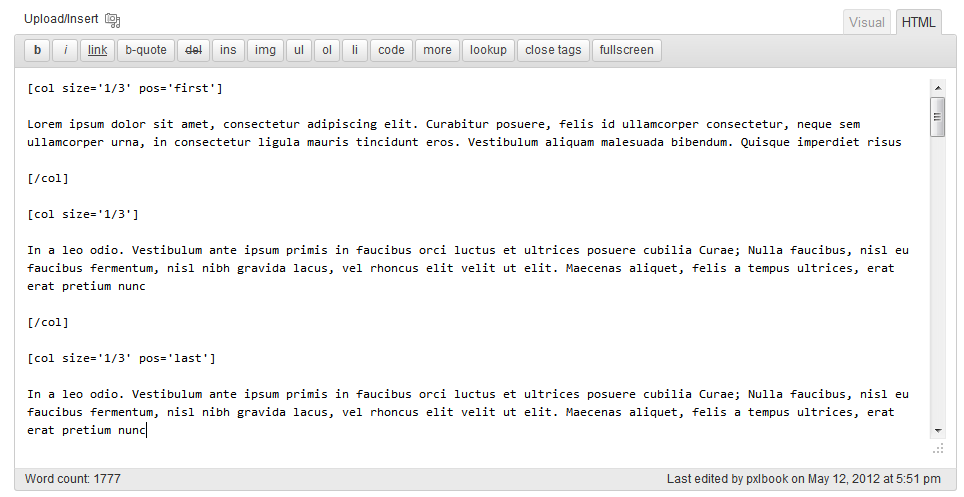 Upload/Insert
Visual HTML
b i link b-quote del ins img ul ol li code more lookup close tags fullscreen
[col size='1/3' pos='first']
Lorem ipsum dolor sit amet, consectetur adipiscing elit. Curabitur posuere, felis id ullamcorper consectetur, neque sem
ullamcorper urna, in consectetur ligula mauris tincidunt eros. Vestibulum aliquam malesuada bibendum. Quisque imperdiet risus
[/col]
[col size='1/3']
In a leo odio. Vestibulum ante ipsum primis in faucibus orci luctus et ultrices posuere cubilia Curae; Nulla faucibus, nisl eu
faucibus fermentum, nisl nibh gravida lacus, vel rhoncus elit velit ut elit. Maecenas aliquet, felis a tempus ultrices, erat
erat pretium nunc
[/col]
[col size='1/3' pos='last']
In a leo odio. Vestibulum ante ipsum primis in faucibus orci luctus et ultrices posuere cubilia Curae; Nulla faucibus, nisl eu
faucibus fermentum, nisl nibh gravida lacus, vel rhoncus elit velit ut elit. Maecenas aliquet, felis a tempus ultrices, erat
erat pretium nunc
Word count: 1777
Last edited by pxlbook on May 12, 2012 at 5:51 pm